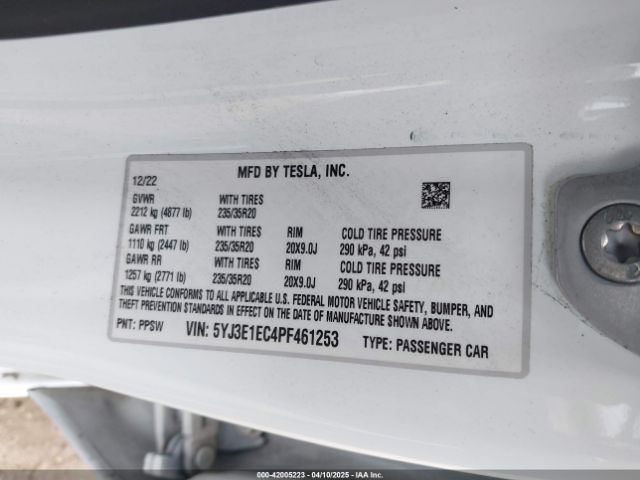 MFD BY TESLA, INC.
12/22
GVWR WITH TIRES
2212 kg (4877 lb) 235/35R20
GAWR FRT WITH TIRES RIM COLD TIRE PRESSURE
1110 kg (2447 lb) 235/35R20 20X9.0J 290 kPa, 42 psi
GAWR RR WITH TIRES RIM COLD TIRE PRESSURE
1257 kg (2771 lb) 235/35R20 20X9.0J 290 kPa, 42 psi
THIS VEHICLE CONFORMS TO ALL APPLICABLE U.S. FEDERAL MOTOR VEHICLE SAFETY, BUMPER, AND
THEFT PREVENTION STANDARDS IN EFFECT ON THE DATE OF MANUFACTURE SHOWN ABOVE.
PNT: PPSW VIN: 5YJ3E1EC4PF461253 TYPE: PASSENGER CAR
000-42005223 - 04/10/2025 - IAA Inc.